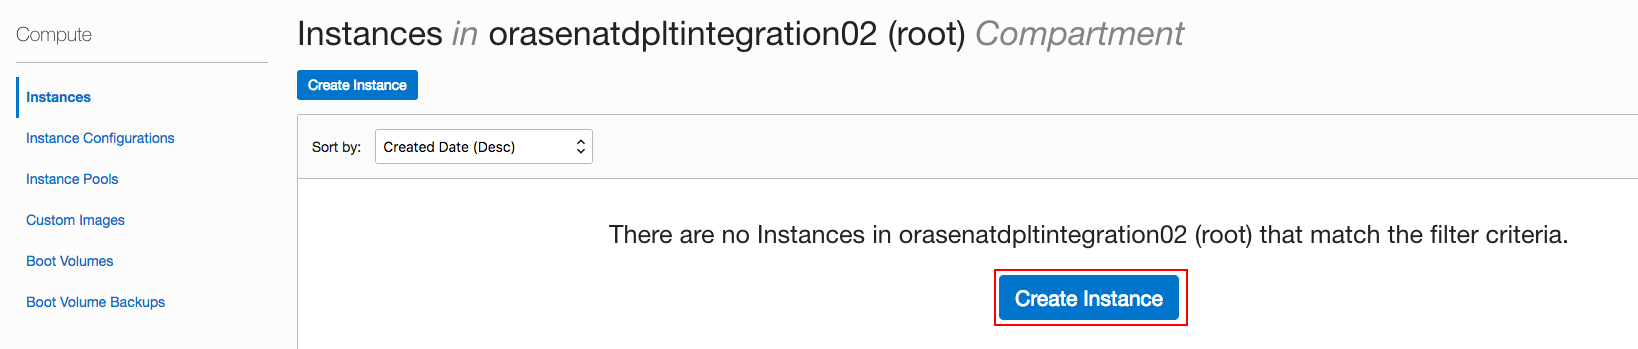 Compute
Instances
Instance Configurations
Instance Pools
Custom Images
Boot Volumes
Boot Volume Backups
Instances in orasenatdpltintegration02 (root) Compartment
Create Instance
Sort by: Created Date (Desc)
There are no Instances in orasenatdpltintegration02 (root) that match the filter criteria.
Create Instance